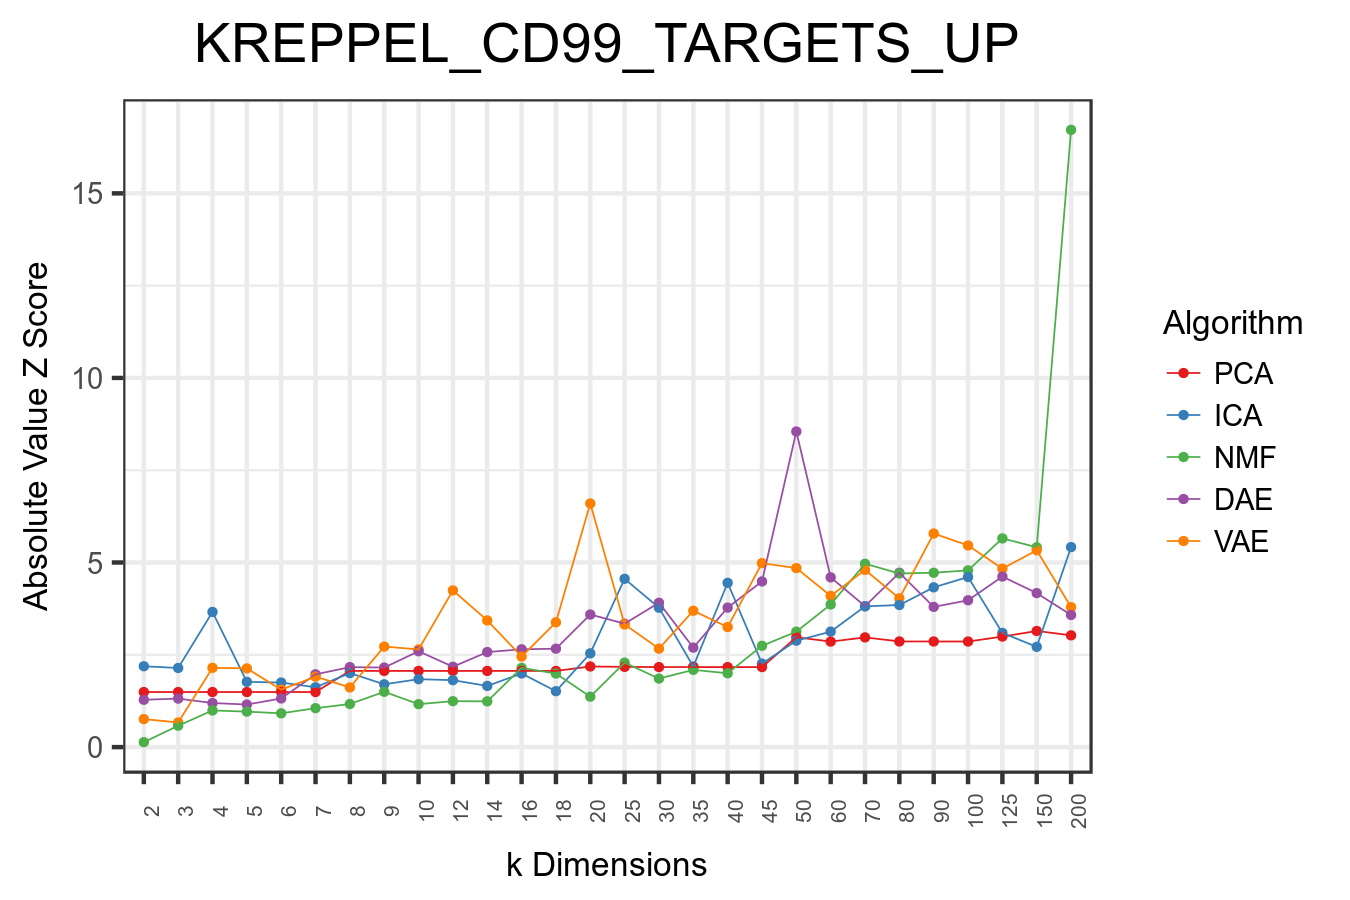 KREPPEL_CD99_TARGETS_UP
Absolute Value Z Score
15
10
5
0
2 3 4 5 6 7 8 9 10 12 14 16 18 20 25 30 35 40 45 50 60 70 80 90 100 125 150 200
k Dimensions
Algorithm
PCA
ICA
NMF
DAE
VAE